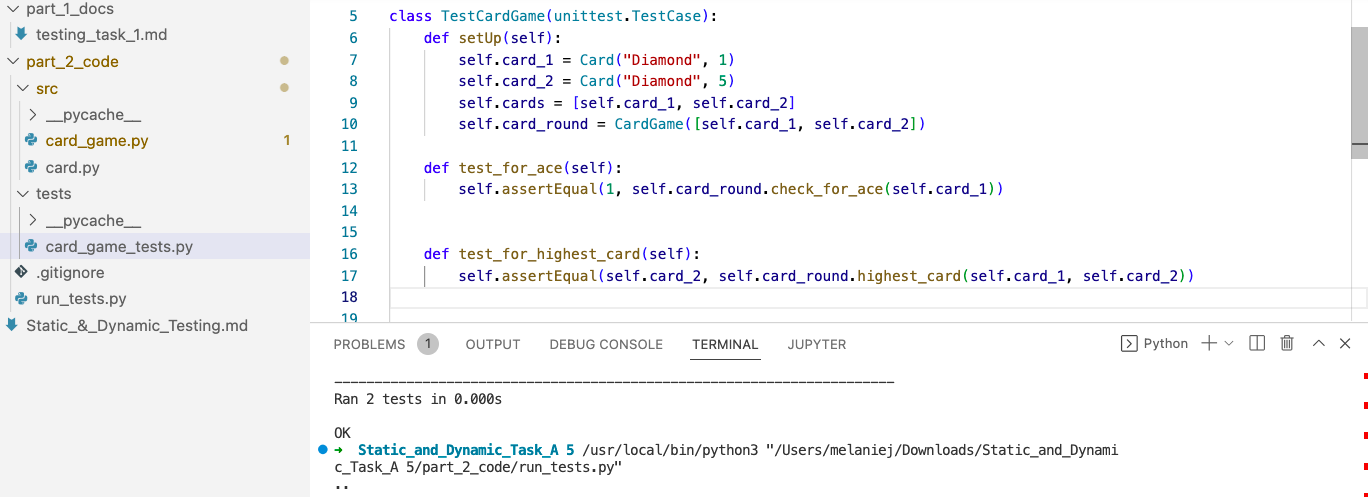 part_1_docs
testing_task_1.md
part_2_code
src
__pycache__
card_game.py 1
card.py
tests
__pycache__
card_game_tests.py
.gitignore
run_tests.py
Static_&_Dynamic_Testing.md
5 class TestCardGame(unittest.TestCase):
6 def setUp(self):
7 self.card_1 = Card("Diamond", 1)
8 self.card_2 = Card("Diamond", 5)
9 self.cards = [self.card_1, self.card_2]
10 self.card_round = CardGame([self.card_1, self.card_2])
11
12 def test_for_ace(self):
13 self.assertEqual(1, self.card_round.check_for_ace(self.card_1))
14
15
16 def test_for_highest_card(self):
17 self.assertEqual(self.card_2, self.card_round.highest_card(self.card_1, self.card_2))
18
19
PROBLEMS 1 OUTPUT DEBUG CONSOLE TERMINAL JUPYTER Python
----------------------------------------------------------------------
Ran 2 tests in 0.000s
OK
→ Static_and_Dynamic_Task_A 5 /usr/local/bin/python3 "/Users/melaniej/Downloads/Static_and_Dynami
c_Task_A 5/part_2_code/run_tests.py"
..